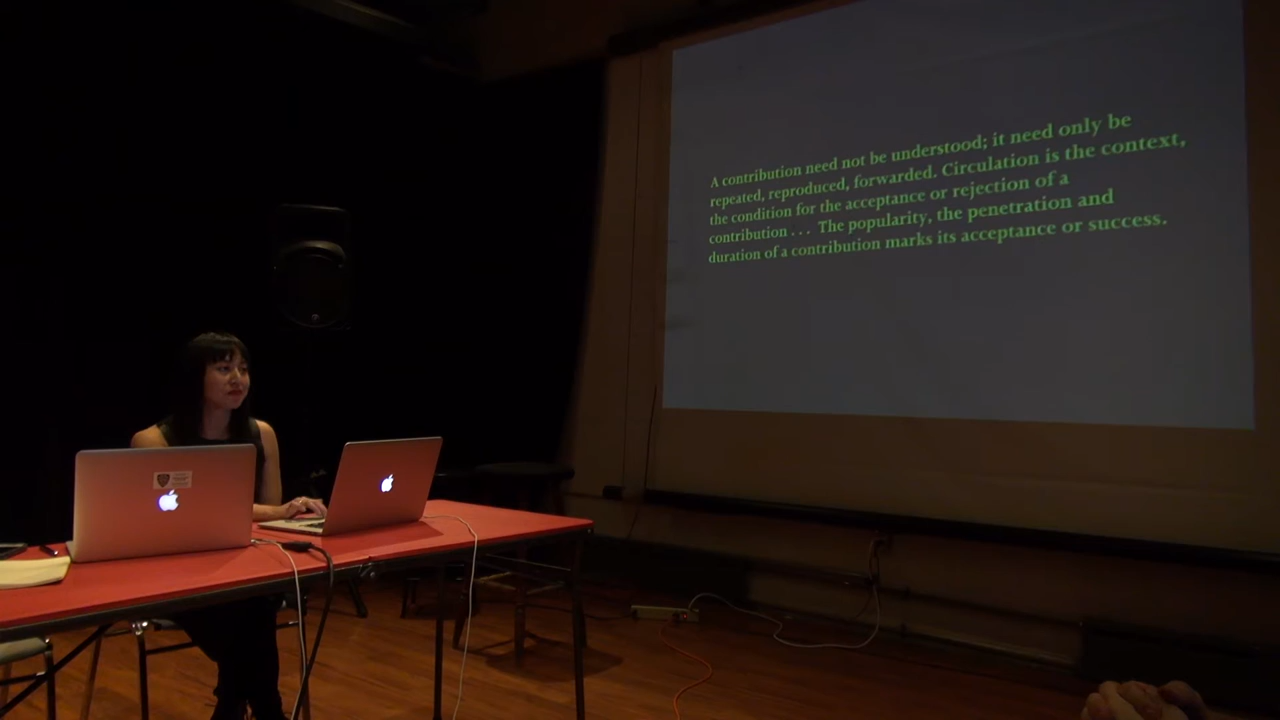 A contribution need not be understood; it need only be
repeated, reproduced, forwarded. Circulation is the context,
the condition for the acceptance or rejection of a
contribution . . . The popularity, the penetration and
duration of a contribution marks its acceptance or success.